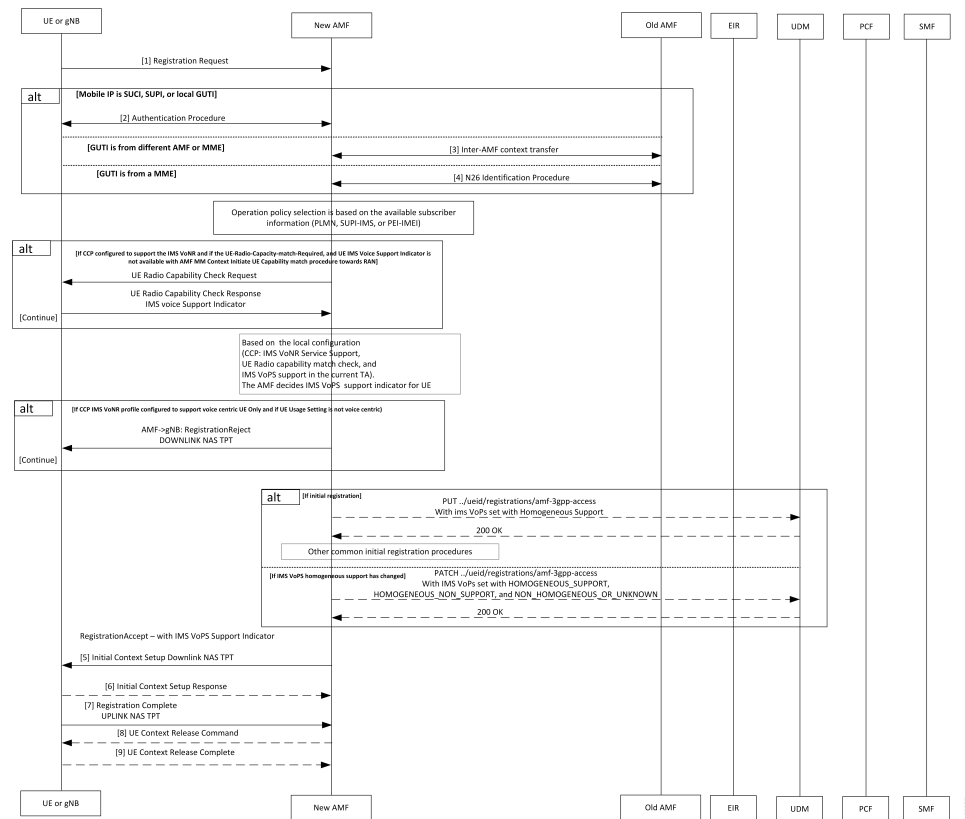 UE or gNB
New AMF
Old AMF
EIR
UDM
PCF
SMF
[1] Registration Request
alt
[Mobile IP is SUCI, SUPI, or local GUTI]
[2] Authentication Procedure
[GUTI is from different AMF or MME]
[3] Inter-AMF context transfer
[GUTI is from a MME]
[4] N26 Identification Procedure
Operation policy selection is based on the available subscriber
information (PLMN, SUPI-IMS, or PEI-IMEI)
alt
[If CCP configured to support the IMS VoNR and if the UE-Radio-Capacity-match-Required, and UE IMS Voice Support Indicator is
not available with AMF MM Context Initiate UE Capability match procedure towards RAN]
UE Radio Capability Check Request
UE Radio Capability Check Response
IMS voice Support Indicator
[Continue]
Based on  the local configuration
(CCP: IMS VoNR Service Support,
UE Radio capability match check, and
IMS VoPS support in the current TA).
The AMF decides IMS VoPS  support indicator for UE
alt
[If CCP IMS VoNR profile configured to support voice centric UE Only and if UE Usage Setting is not voice centric)
AMF->gNB: RegistrationReject
DOWNLINK NAS TPT
[Continue]
alt
[If initial registration]
PUT ../ueid/registrations/amf-3gpp-access
With ims VoPs set with Homogeneous Support
200 OK
Other common initial registration procedures
[If IMS VoPS homogeneous support has changed]
PATCH ../ueid/registrations/amf-3gpp-access
With IMS VoPs set with HOMOGENEOUS_SUPPORT,
HOMOGENEOUS_NON_SUPPORT, and NON_HOMOGENEOUS_OR_UNKNOWN
200 OK
RegistrationAccept – with IMS VoPS Support Indicator
[5] Initial Context Setup Downlink NAS TPT
[6] Initial Context Setup Response
[7] Registration Complete
UPLINK NAS TPT
[8] UE Context Release Command
[9] UE Context Release Complete
UE or gNB
New AMF
Old AMF
EIR
UDM
PCF
SMF